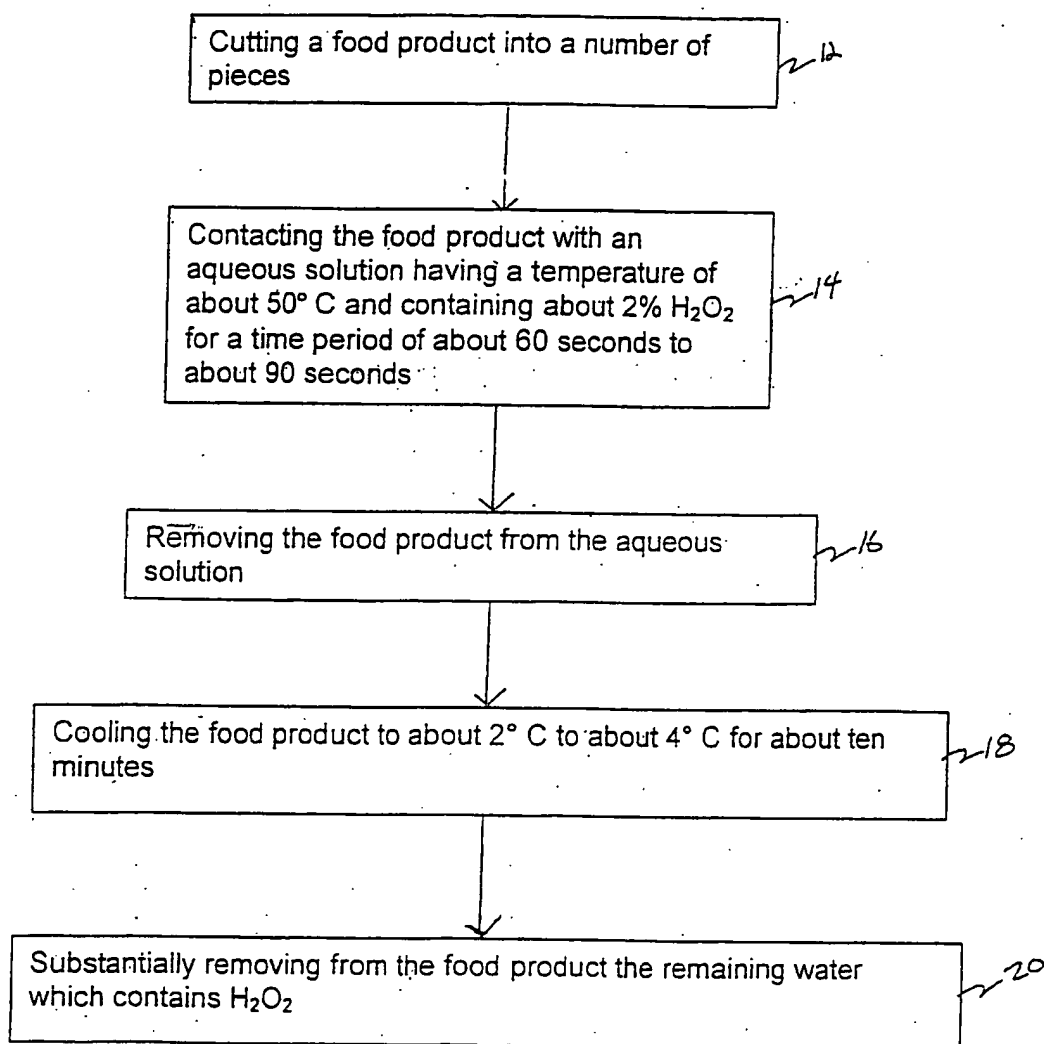 Cutting a food product into a number of
pieces
12
Contacting the food product with an
aqueous solution having a temperature of
about 50° C and containing about 2% H₂O₂
for a time period of about 60 seconds to
about 90 seconds
14
Removing the food product from the aqueous
solution
16
Cooling the food product to about 2° C to about 4° C for about ten
minutes
18
Substantially removing from the food product the remaining water
which contains H₂O₂
20